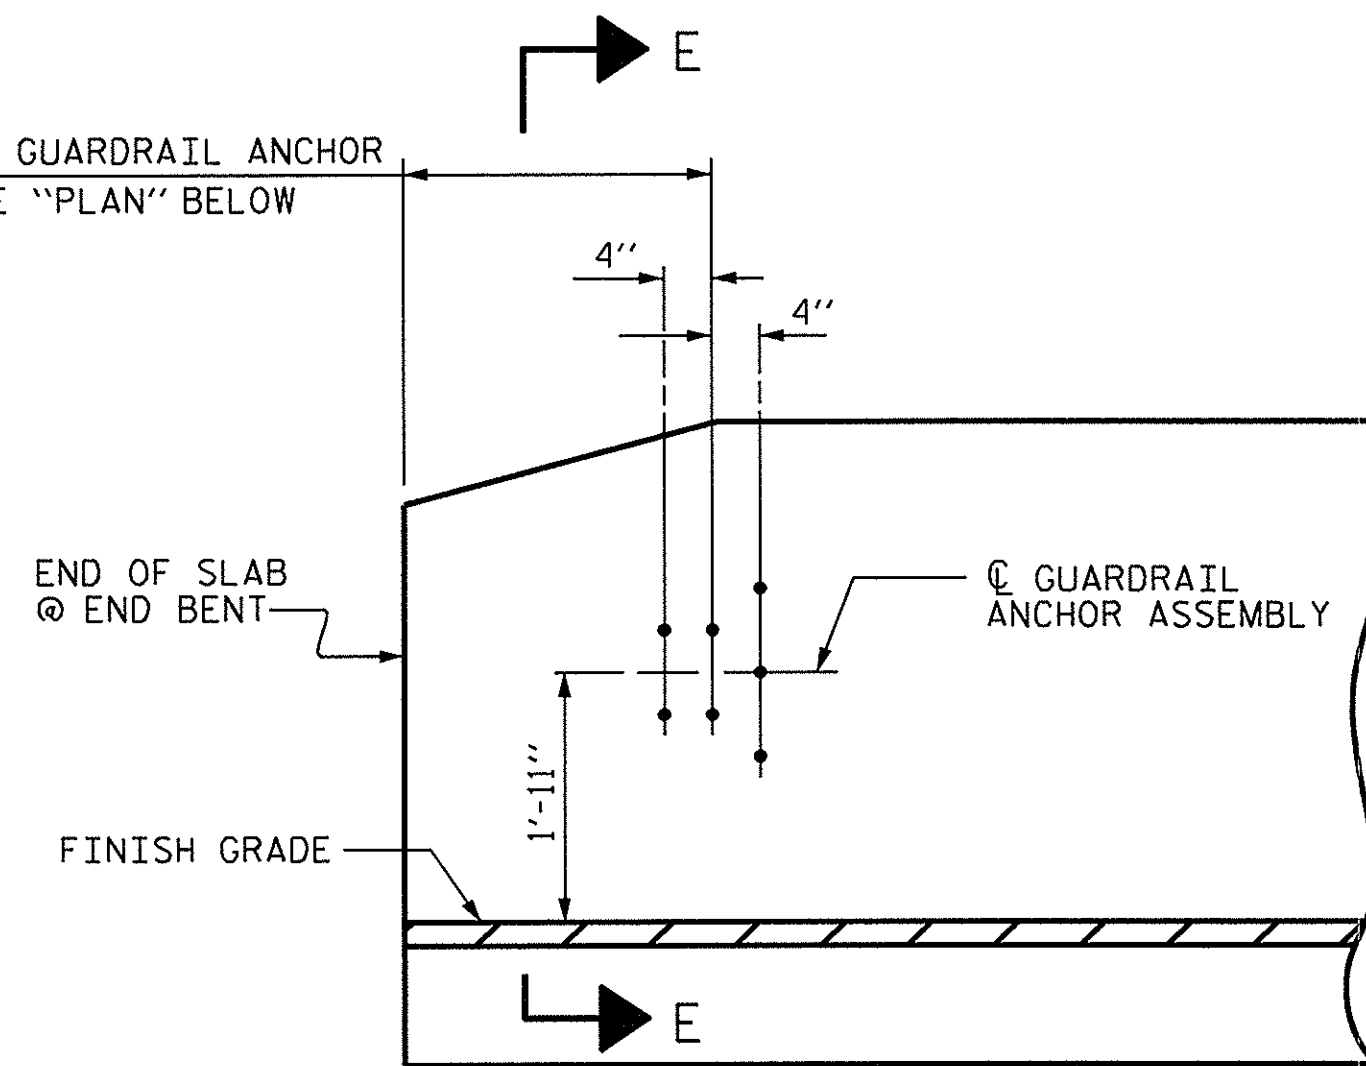 E
GUARDRAIL ANCHOR
E "PLAN" BELOW
4"
4"
END OF SLAB
@ END BENT
℄ GUARDRAIL
ANCHOR ASSEMBLY
1'-11"
FINISH GRADE
E